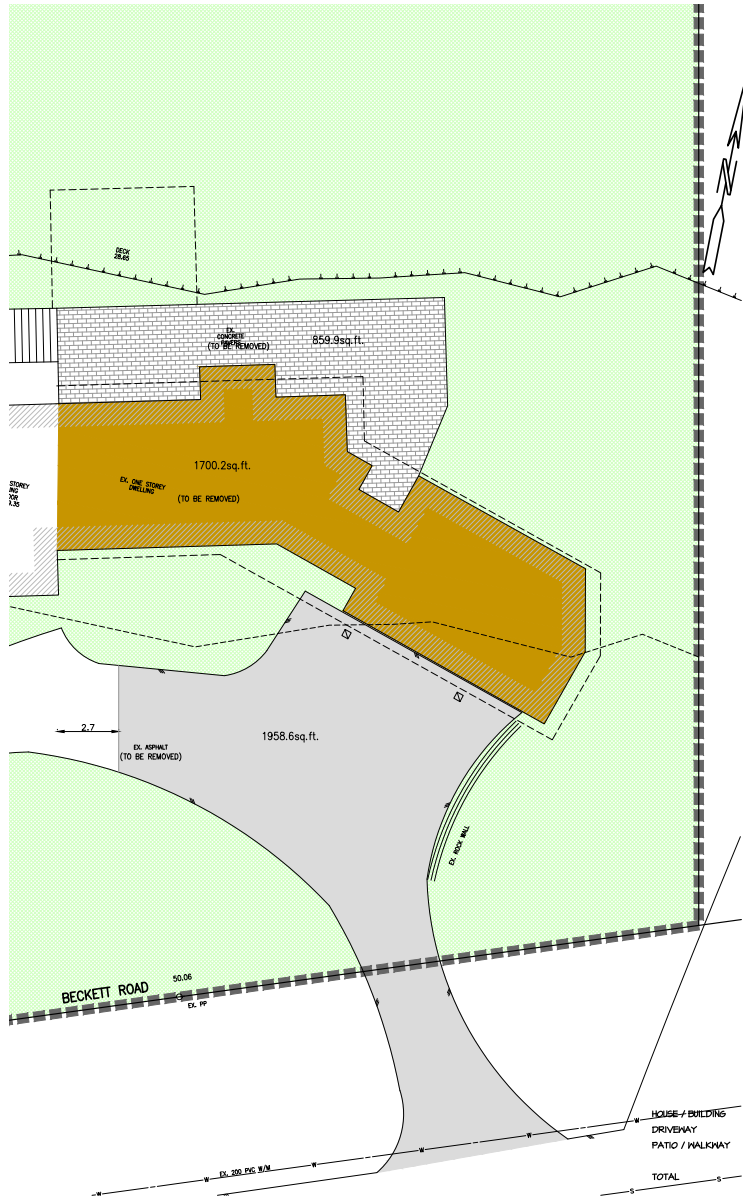 DECK
28.65
EX.
CONCRETE
(TO BE REMOVED)
859.9sq.ft.
1700.2sq.ft.
EX. ONE STOREY
DWELLING
(TO BE REMOVED)
STOREY
2.7
1958.6sq.ft.
EX. ASPHALT
(TO BE REMOVED)
EX. ROCK WALL
50.06
BECKETT ROAD
EX. PP
N
HOUSE / BUILDING
DRIVEWAY
PATIO / WALKWAY
TOTAL
W
W
W
W
W
W
EX. 200 PVC W/M
S
S